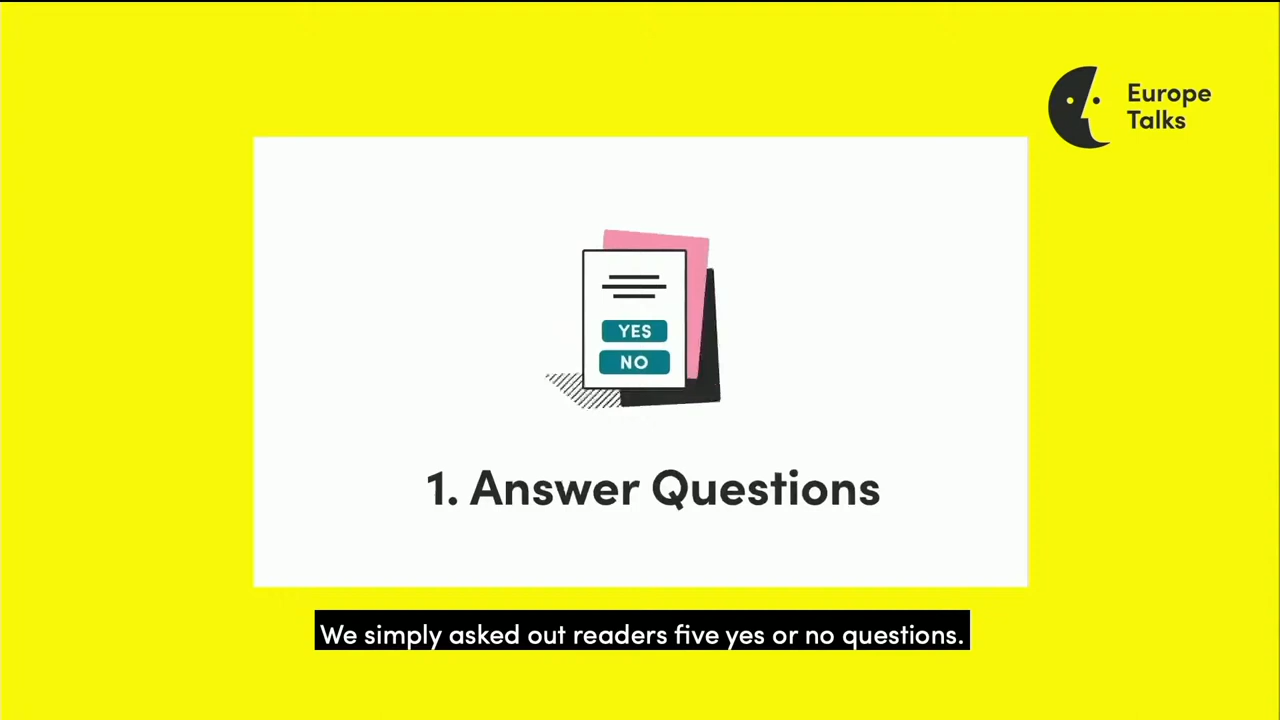 Europe
Talks
YES
NO
1. Answer Questions
We simply asked out readers five yes or no questions.